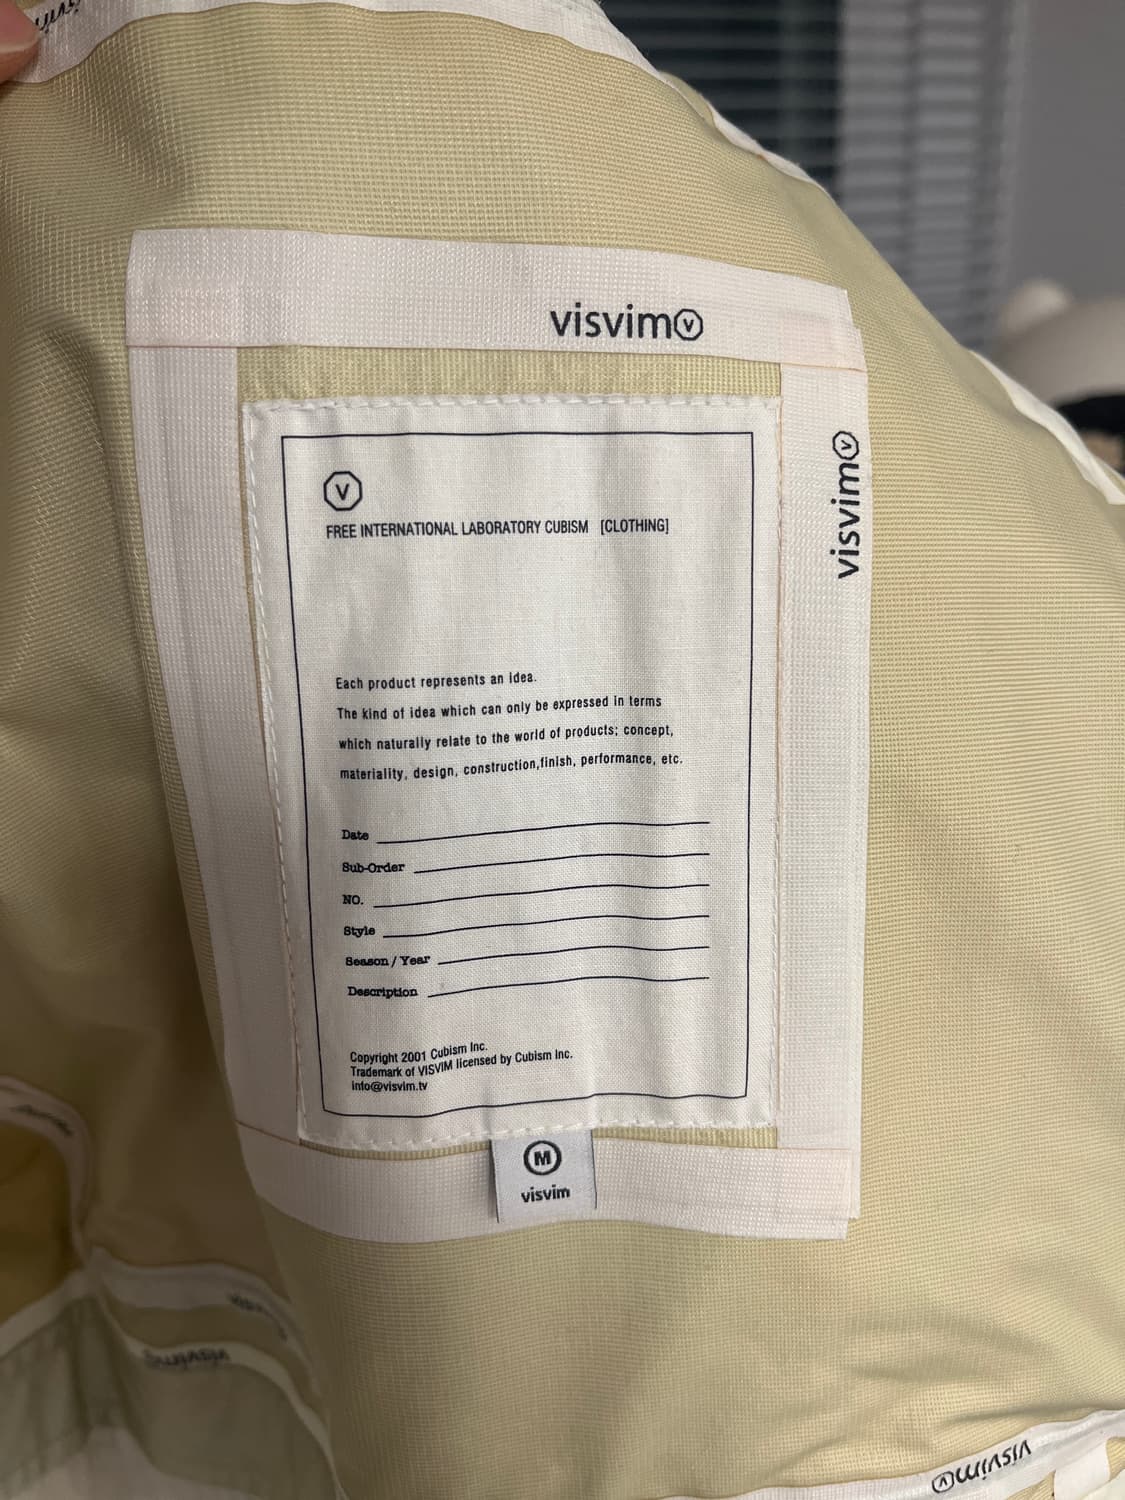 visvim
visvim
V
FREE INTERNATIONAL LABORATORY CUBISM [CLOTHING]
Each product represents an idea.
The kind of idea which can only be expressed in terms
which naturally relate to the world of products; concept,
materiality, design, construction,finish, performance, etc.
Date
Sub-Order
NO.
Style
Season / Year
Description
Copyright 2001 Cubism Inc.
Trademark of VISVIM licensed by Cubism Inc.
info@visvim.tv
M
visvim
visvim
visvim